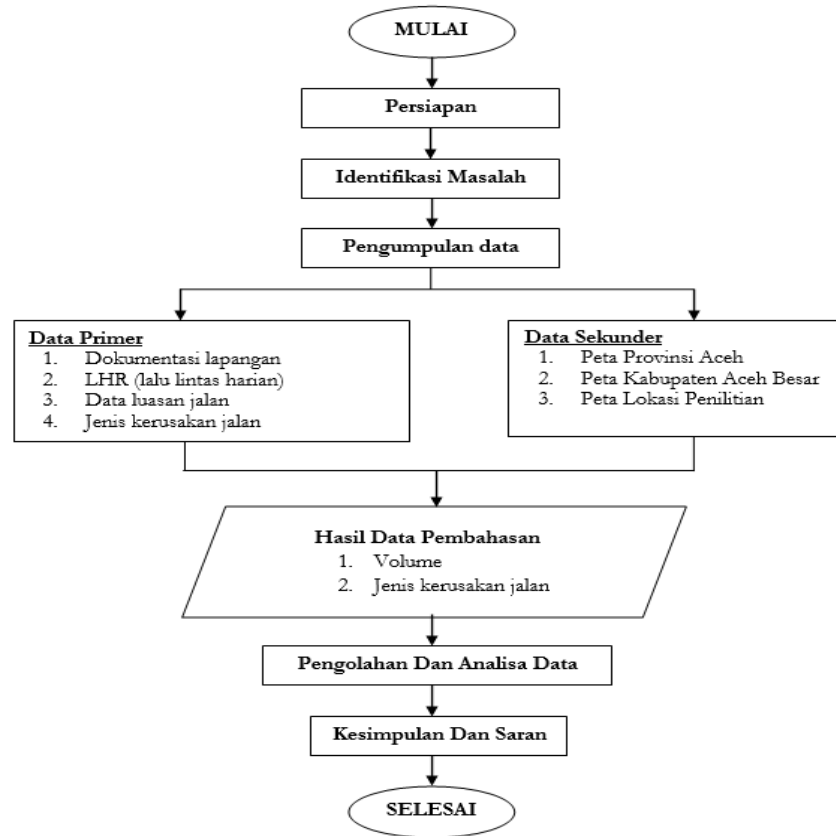 MULAI
Persiapan
Identifikasi Masalah
Pengumpulan data
Data Primer
1. Dokumentasi lapangan
2. LHR (lalu lintas harian)
3. Data luasan jalan
4. Jenis kerusakan jalan
Data Sekunder
1. Peta Provinsi Aceh
2. Peta Kabupaten Aceh Besar
3. Peta Lokasi Penilitian
Hasil Data Pembahasan
1. Volume
2. Jenis kerusakan jalan
Pengolahan Dan Analisa Data
Kesimpulan Dan Saran
SELESAI